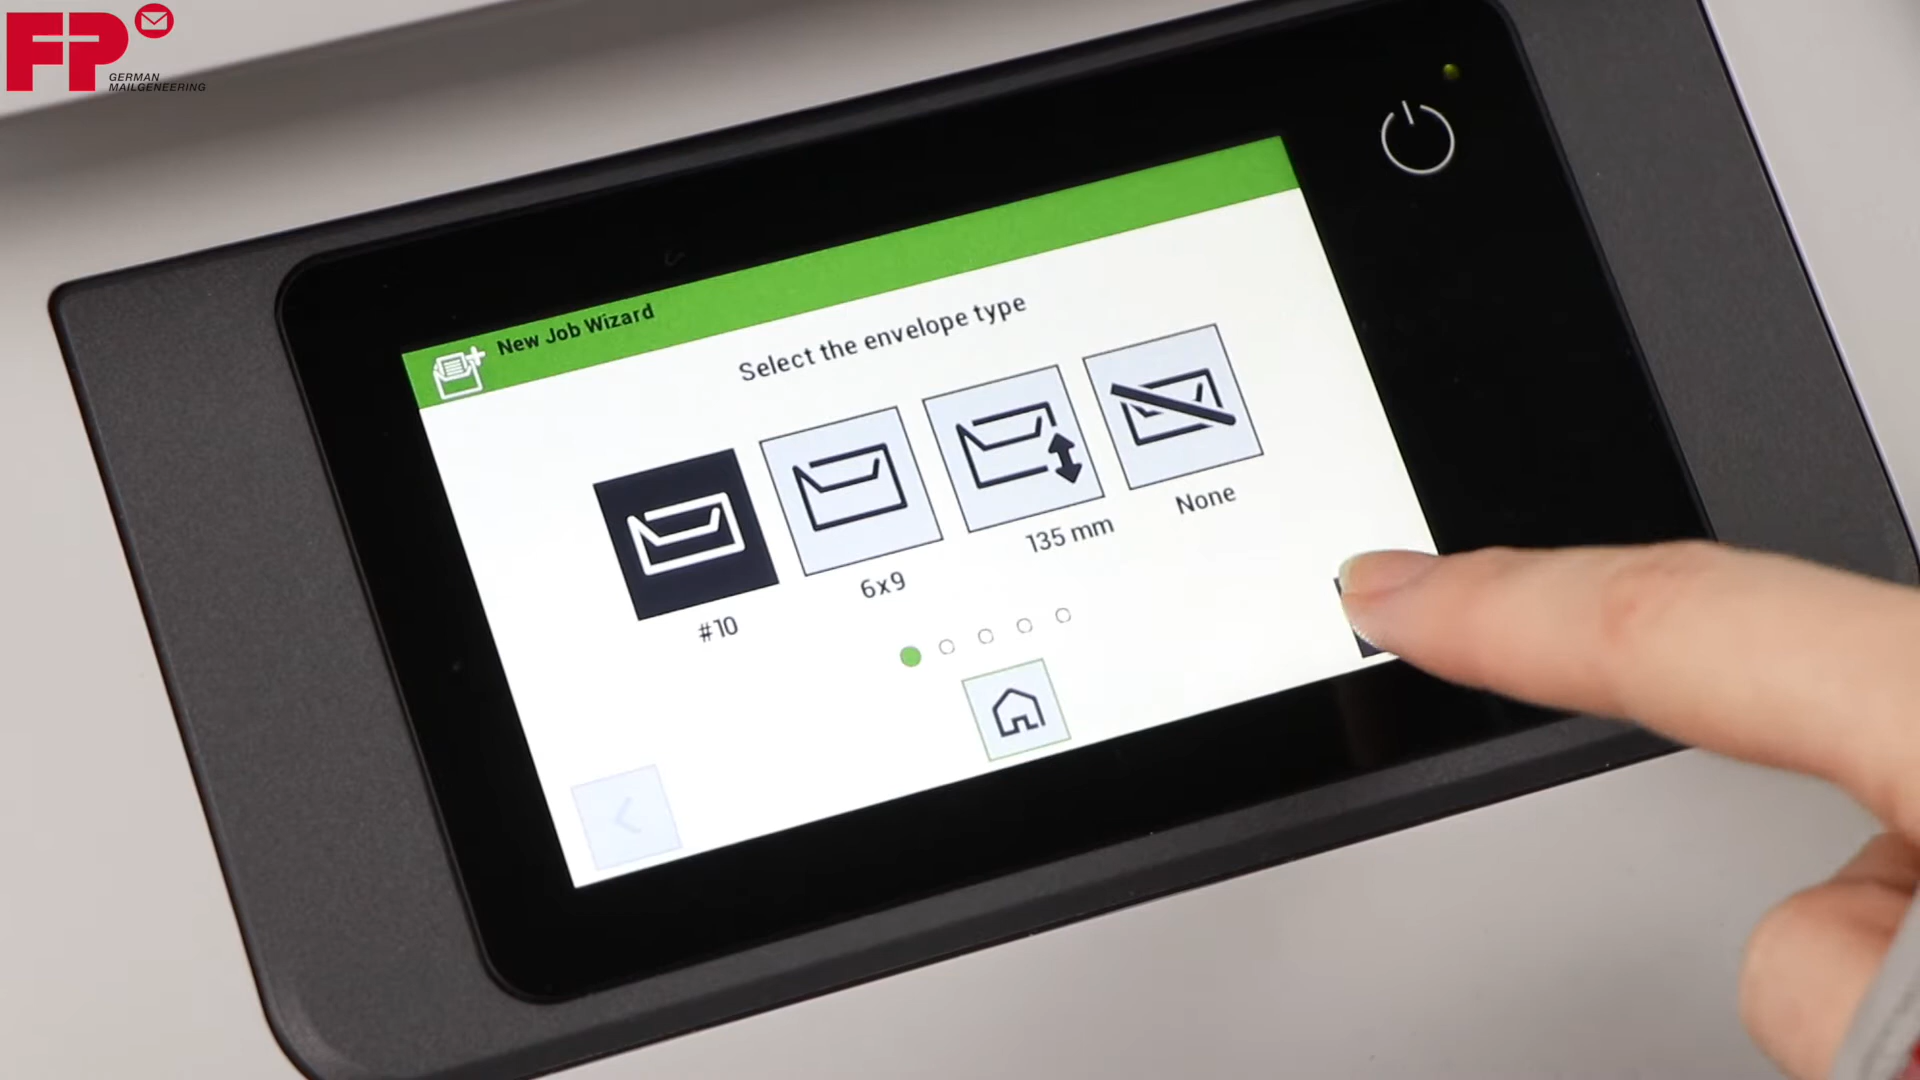 FP
GERMAN
MAILGENEERING
New Job Wizard
Select the envelope type
#10
6x9
135 mm
None